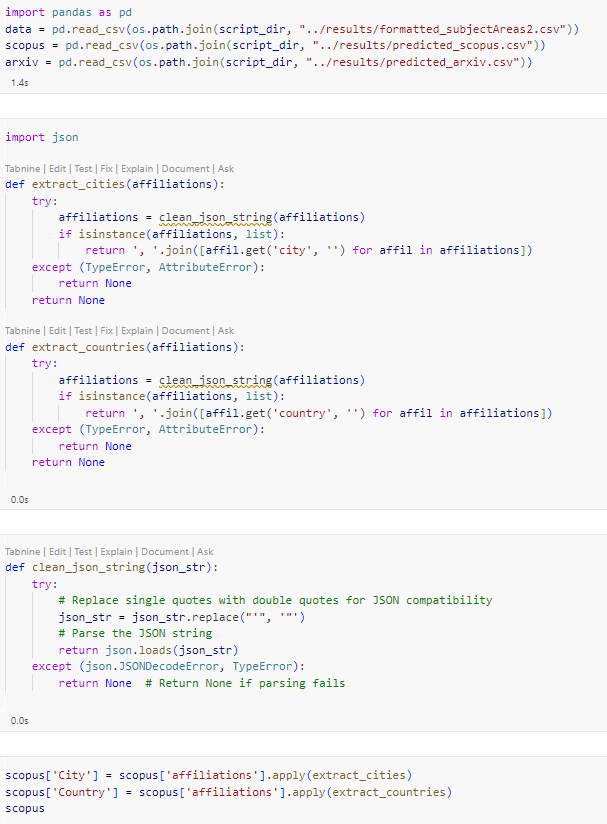 import pandas as pd
data = pd.read_csv(os.path.join(script_dir, "../results/formatted_subjectAreas2.csv"))
scopus = pd.read_csv(os.path.join(script_dir, "../results/predicted_scopus.csv"))
arxiv = pd.read_csv(os.path.join(script_dir, "../results/predicted_arxiv.csv"))
1.4s
import json
Tabnine | Edit | Test | Fix | Explain | Document | Ask
def extract_cities(affiliations):
    try:
        affiliations = clean_json_string(affiliations)
        if isinstance(affiliations, list):
            return ', '.join([affil.get('city', '') for affil in affiliations])
    except (TypeError, AttributeError):
        return None
    return None
Tabnine | Edit | Test | Fix | Explain | Document | Ask
def extract_countries(affiliations):
    try:
        affiliations = clean_json_string(affiliations)
        if isinstance(affiliations, list):
            return ', '.join([affil.get('country', '') for affil in affiliations])
    except (TypeError, AttributeError):
        return None
    return None
0.0s
Tabnine | Edit | Test | Explain | Document | Ask
def clean_json_string(json_str):
    try:
        # Replace single quotes with double quotes for JSON compatibility
        json_str = json_str.replace("'", '"')
        # Parse the JSON string
        return json.loads(json_str)
    except (json.JSONDecodeError, TypeError):
        return None  # Return None if parsing fails
0.0s
scopus['City'] = scopus['affiliations'].apply(extract_cities)
scopus['Country'] = scopus['affiliations'].apply(extract_countries)
scopus